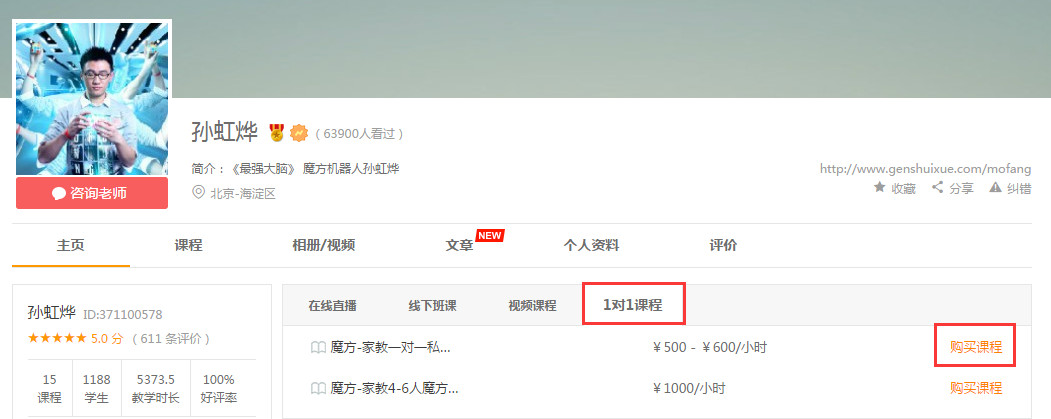 孙虹烨 （63900人看过）
简介：《最强大脑》 魔方机器人孙虹烨
http://www.genshuixue.com/mofang
咨询老师
北京-海淀区
收藏 分享 纠错
主页 课程 相册/视频 文章 NEW 个人资料 评价
孙虹烨 ID:371100578
5.0 分 （611 条评价）
15 1188 5373.5 100%
课程 学生 教学时长 好评率
在线直播 线下班课 视频课程 1对1课程
魔方-家教一对一私... ￥500 - ￥600/小时 购买课程
魔方-家教4-6人魔方... ￥1000/小时 购买课程